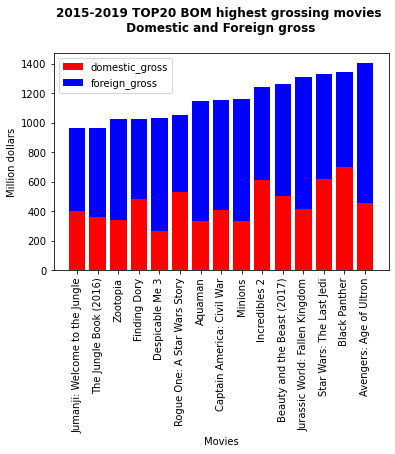 2015-2019 TOP20 BOM highest grossing movies
Domestic and Foreign gross
domestic_gross
foreign_gross
Million dollars
1400
1200
1000
800
600
400
200
0
Jumanji: Welcome to the Jungle
The Jungle Book (2016)
Zootopia
Finding Dory
Despicable Me 3
Rogue One: A Star Wars Story
Aquaman
Captain America: Civil War
Minions
Incredibles 2
Beauty and the Beast (2017)
Jurassic World: Fallen Kingdom
Star Wars: The Last Jedi
Black Panther
Avengers: Age of Ultron
Movies